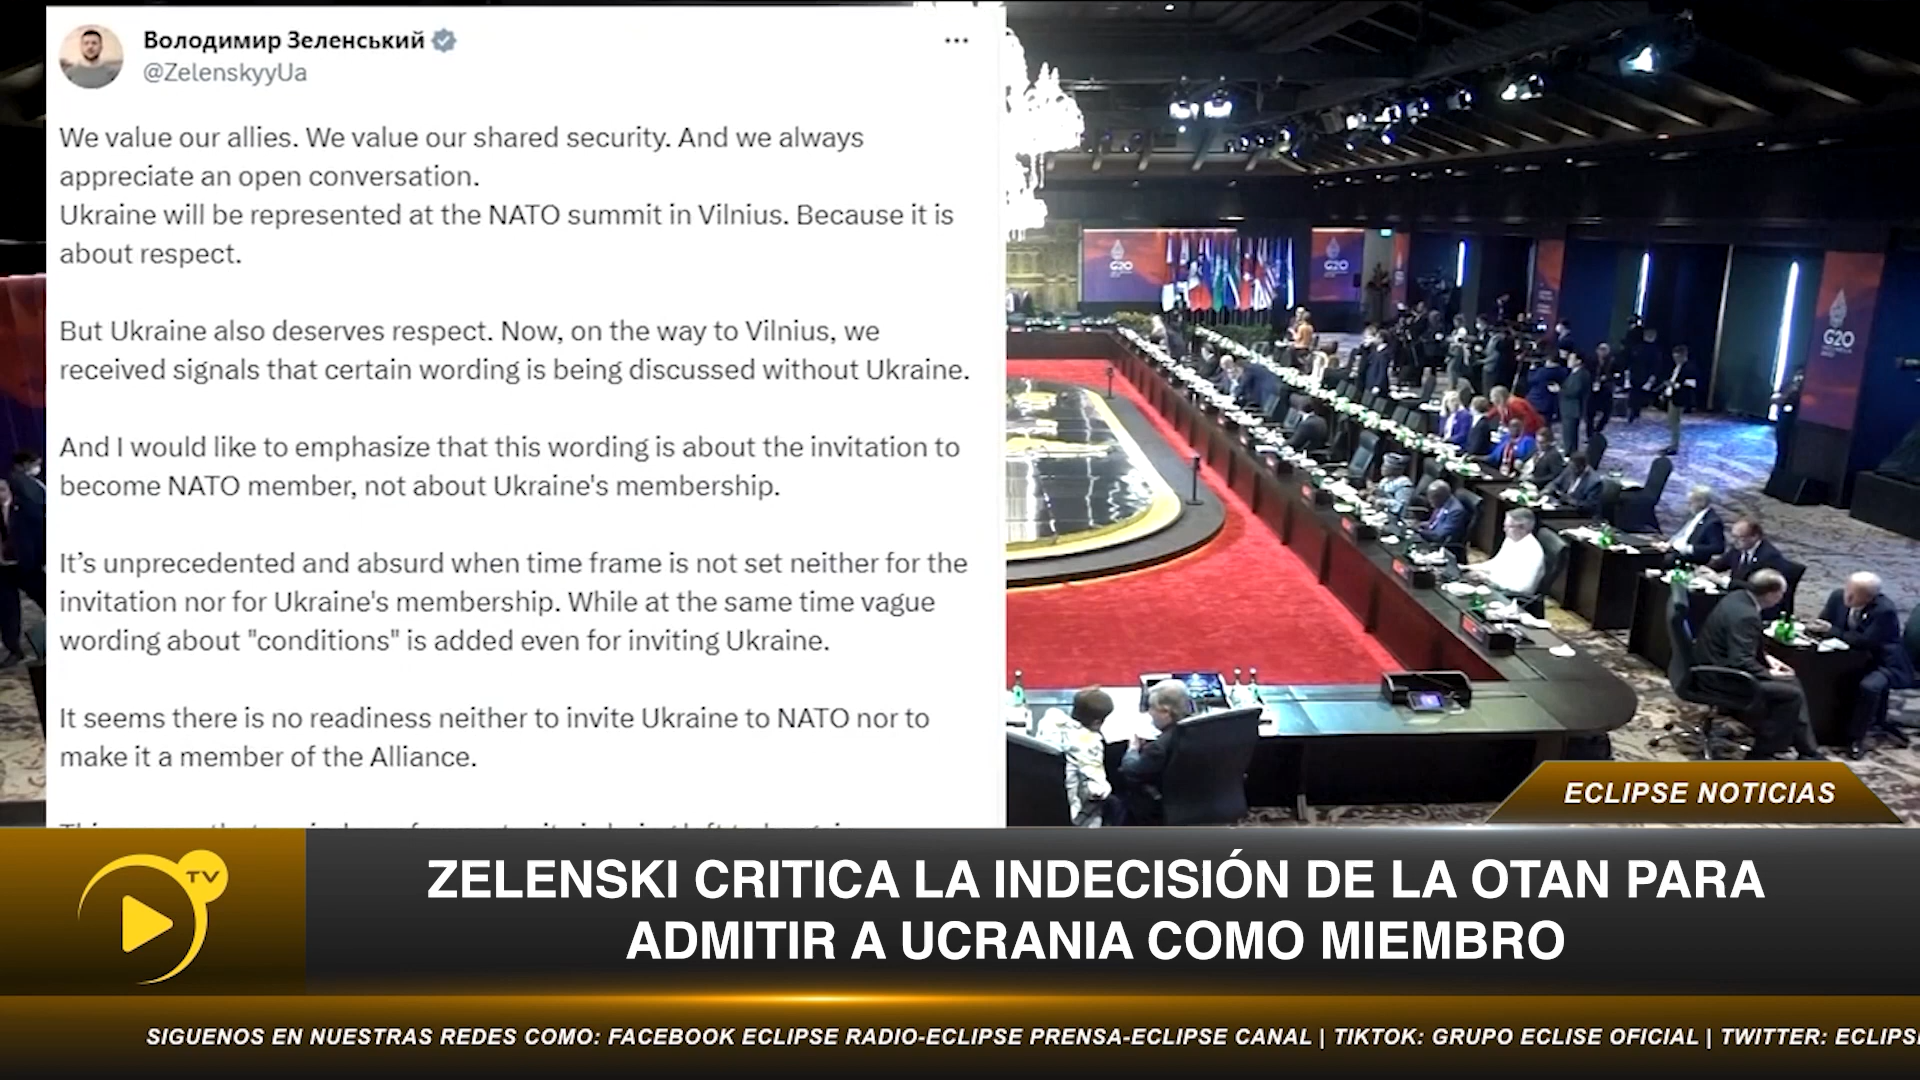 Володимир Зеленський
@ZelenskyyUa
We value our allies. We value our shared security. And we always
appreciate an open conversation.
Ukraine will be represented at the NATO summit in Vilnius. Because it is
about respect.
But Ukraine also deserves respect. Now, on the way to Vilnius, we
received signals that certain wording is being discussed without Ukraine.
And I would like to emphasize that this wording is about the invitation to
become NATO member, not about Ukraine's membership.
It’s unprecedented and absurd when time frame is not set neither for the
invitation nor for Ukraine's membership. While at the same time vague
wording about "conditions" is added even for inviting Ukraine.
It seems there is no readiness neither to invite Ukraine to NATO nor to
make it a member of the Alliance.
G20
G20
G20
ECLIPSE NOTICIAS
TV
ZELENSKI CRITICA LA INDECISIÓN DE LA OTAN PARA
ADMITIR A UCRANIA COMO MIEMBRO
SIGUENOS EN NUESTRAS REDES COMO: FACEBOOK ECLIPSE RADIO-ECLIPSE PRENSA-ECLIPSE CANAL | TIKTOK: GRUPO ECLISE OFICIAL | TWITTER: